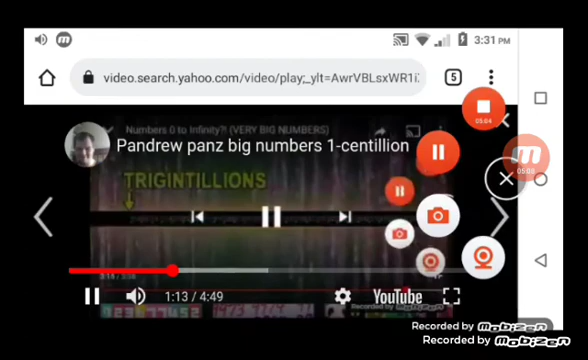 3:31 PM
video.search.yahoo.com/video/play;_ylt=AwrVBLsxWR1i
5
Numbers 0 to Infinity?! (VERY BIG NUMBERS)
Pandrew panz big numbers 1-centillion
05:04
05:08
TRIGINTILLIONS
1:13 / 4:49
YouTube
Recorded by Mobizen
Recorded by Mobizen